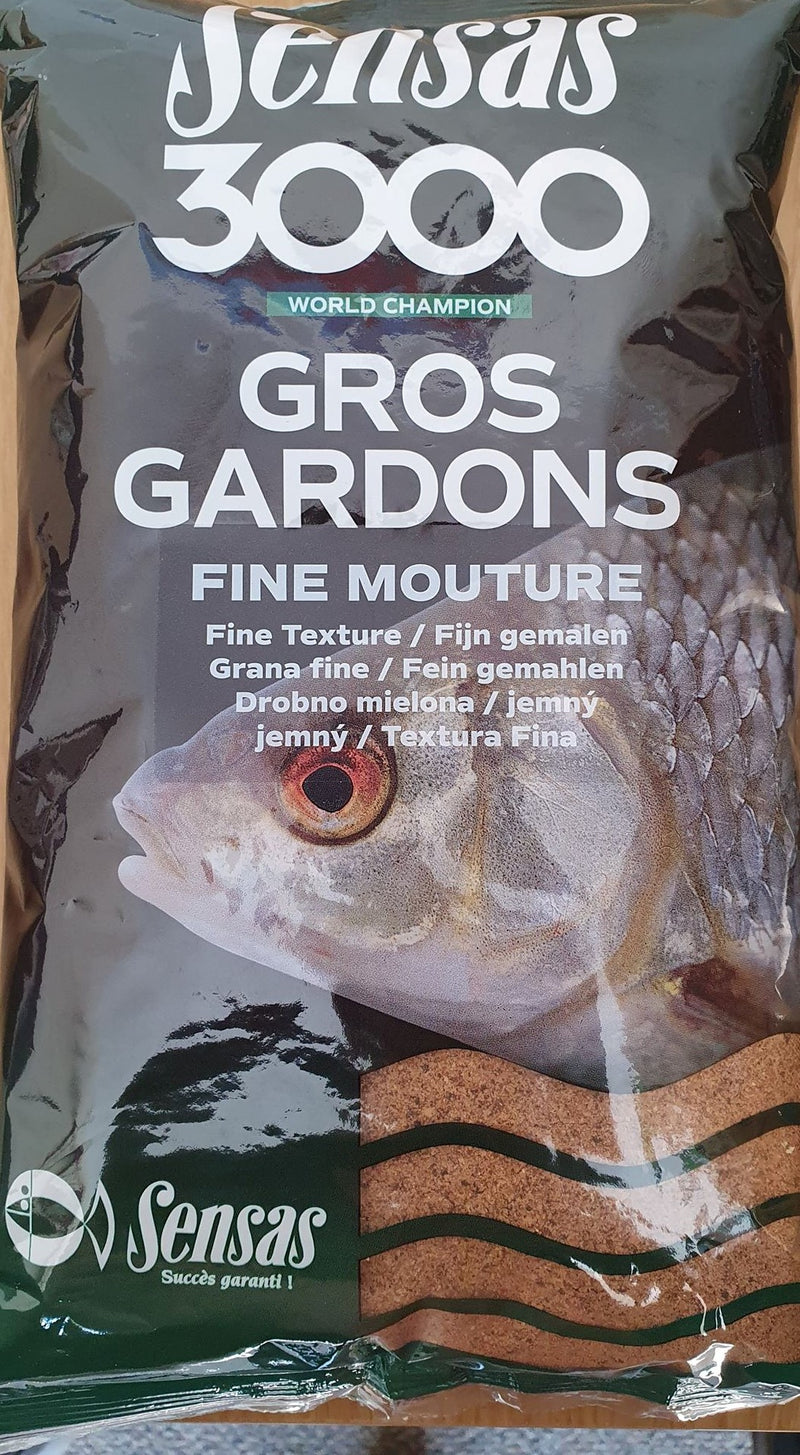 Sensas
3000
WORLD CHAMPION
GROS
GARDONS
FINE MOUTURE
Fine Texture / Fijn gemalen
Grana fine / Fein gemahlen
Drobno mielona / jemný
jemný / Textura Fina
Sensas
Succès garanti !